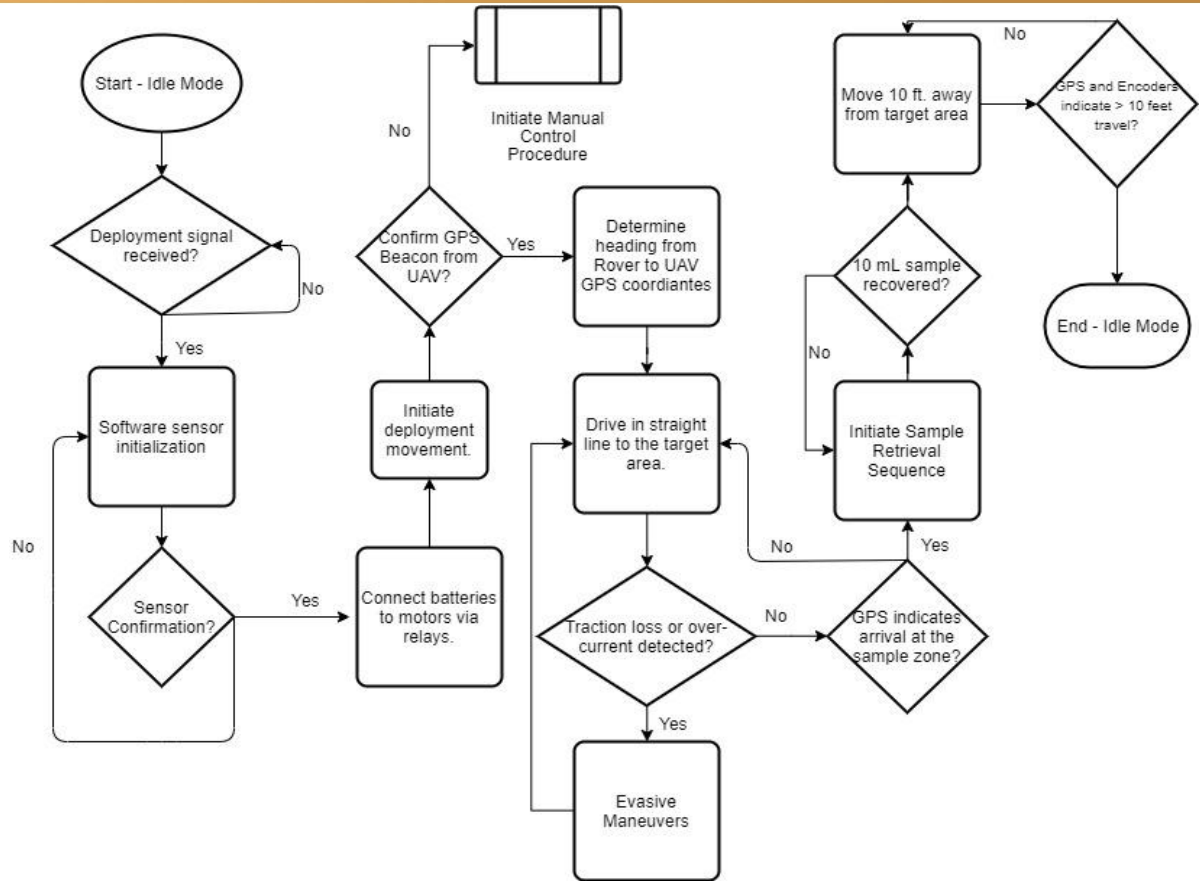 Start - Idle Mode
Deployment signal
received?
No
Yes
Software sensor
initialization
No
Sensor
Confirmation?
Yes
Connect batteries
to motors via
relays.
Initiate
deployment
movement.
Confirm GPS
Beacon from
UAV?
No
Initiate Manual
Control
Procedure
Yes
Determine
heading from
Rover to UAV
GPS coordiantes
Drive in straight
line to the target
area.
Traction loss or over-
current detected?
Yes
Evasive
Maneuvers
No
GPS indicates
arrival at the
sample zone?
No
Yes
Initiate Sample
Retrieval
Sequence
10 mL sample
recovered?
No
Move 10 ft. away
from target area
GPS and Encoders
indicate > 10 feet
travel?
No
End - Idle Mode